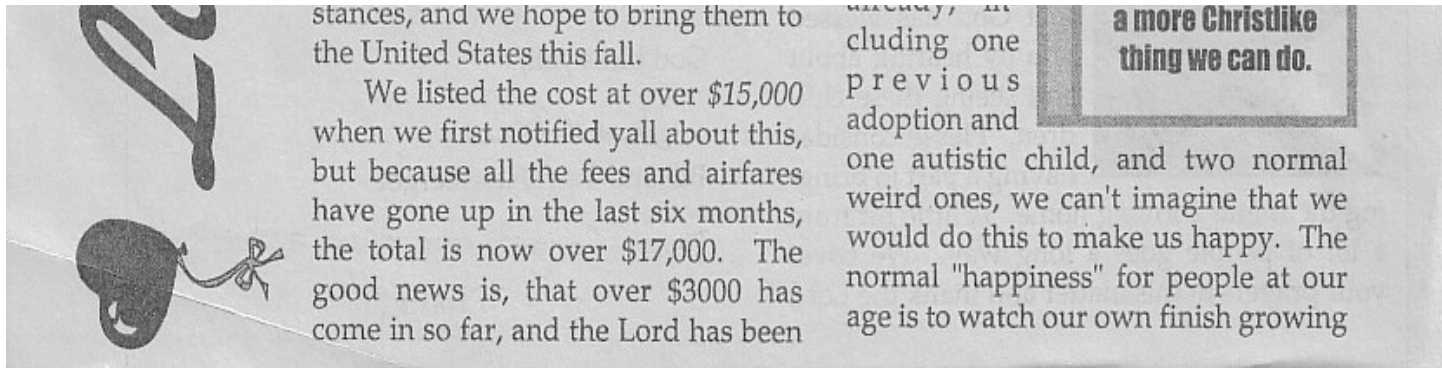 stances, and we hope to bring them to
the United States this fall.
We listed the cost at over $15,000
when we first notified yall about this,
but because all the fees and airfares
have gone up in the last six months,
the total is now over $17,000. The
good news is, that over $3000 has
come in so far, and the Lord has been
already, in-
cluding one
previous
adoption and
one autistic child, and two normal
weird ones, we can't imagine that we
would do this to make us happy. The
normal "happiness" for people at our
age is to watch our own finish growing
a more Christlike
thing we can do.